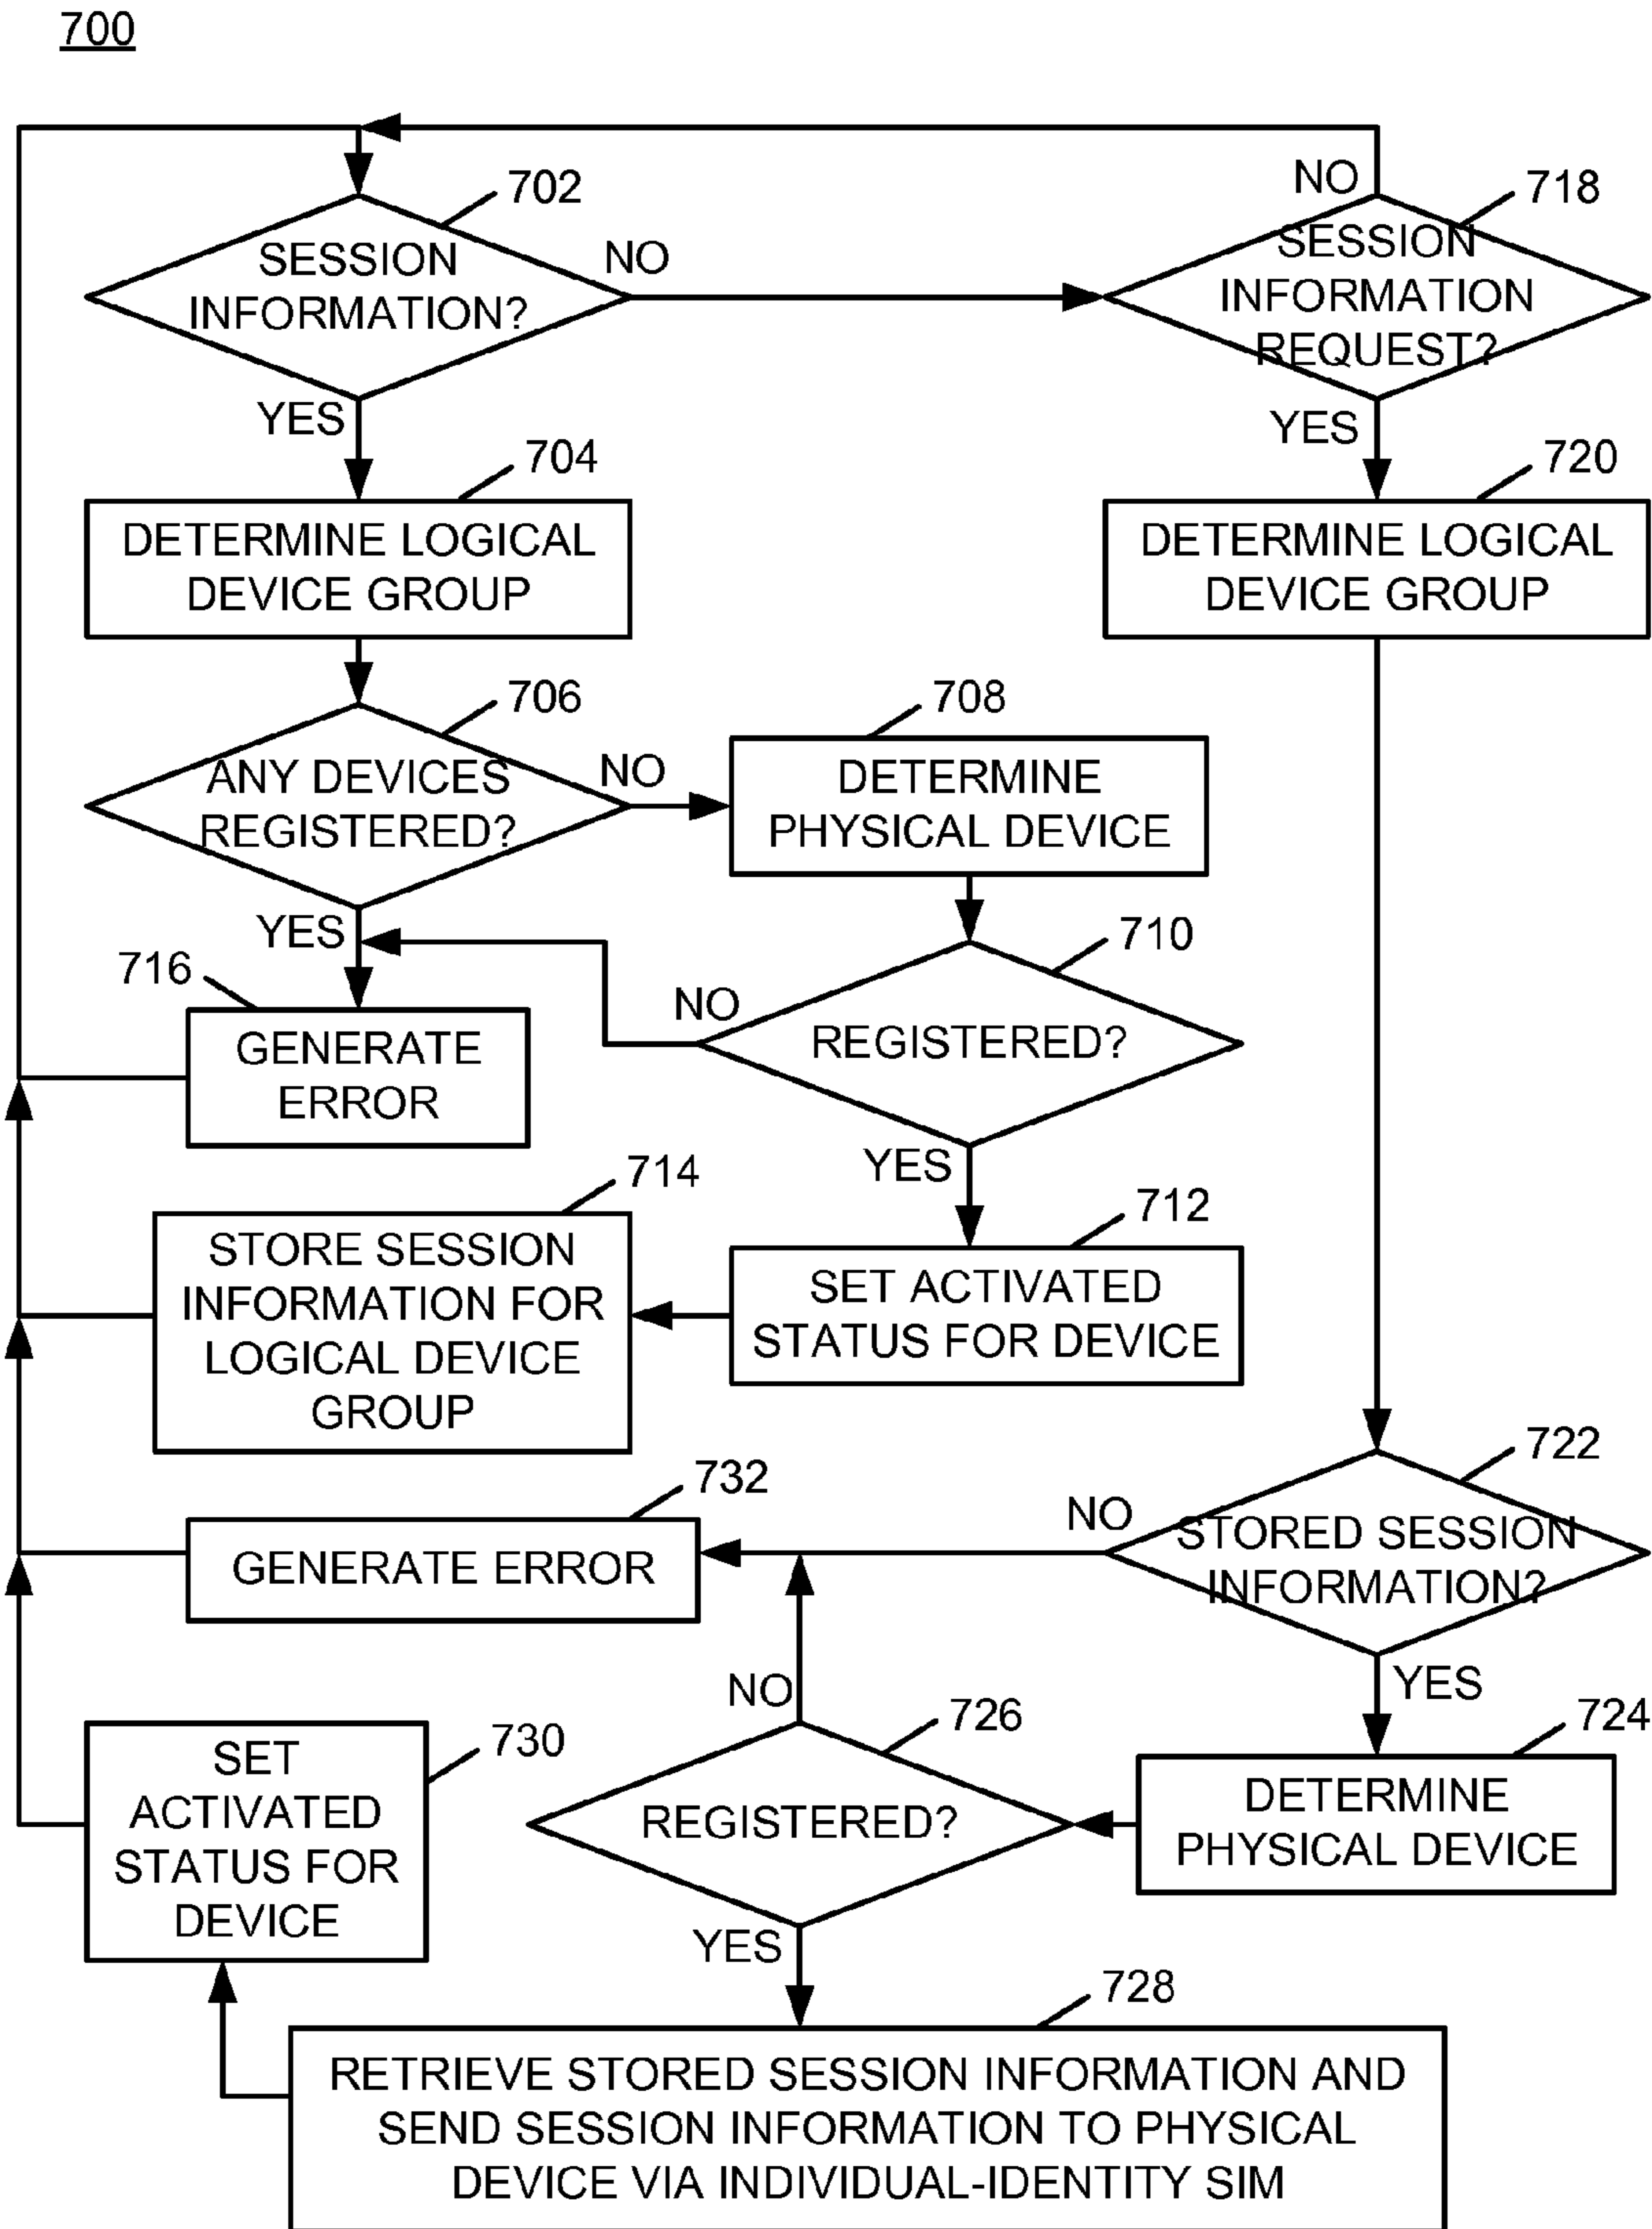 700
702
SESSION
INFORMATION?
NO
YES
NO
718
SESSION
INFORMATION
REQUEST?
YES
704
DETERMINE LOGICAL
DEVICE GROUP
720
DETERMINE LOGICAL
DEVICE GROUP
706
ANY DEVICES
REGISTERED?
NO
YES
708
DETERMINE
PHYSICAL DEVICE
710
NO
REGISTERED?
YES
716
GENERATE
ERROR
714
STORE SESSION
INFORMATION FOR
LOGICAL DEVICE
GROUP
712
SET ACTIVATED
STATUS FOR DEVICE
722
NO
STORED SESSION
INFORMATION?
YES
732
GENERATE ERROR
724
DETERMINE
PHYSICAL DEVICE
NO
726
REGISTERED?
YES
730
SET
ACTIVATED
STATUS FOR
DEVICE
728
RETRIEVE STORED SESSION INFORMATION AND
SEND SESSION INFORMATION TO PHYSICAL
DEVICE VIA INDIVIDUAL-IDENTITY SIM